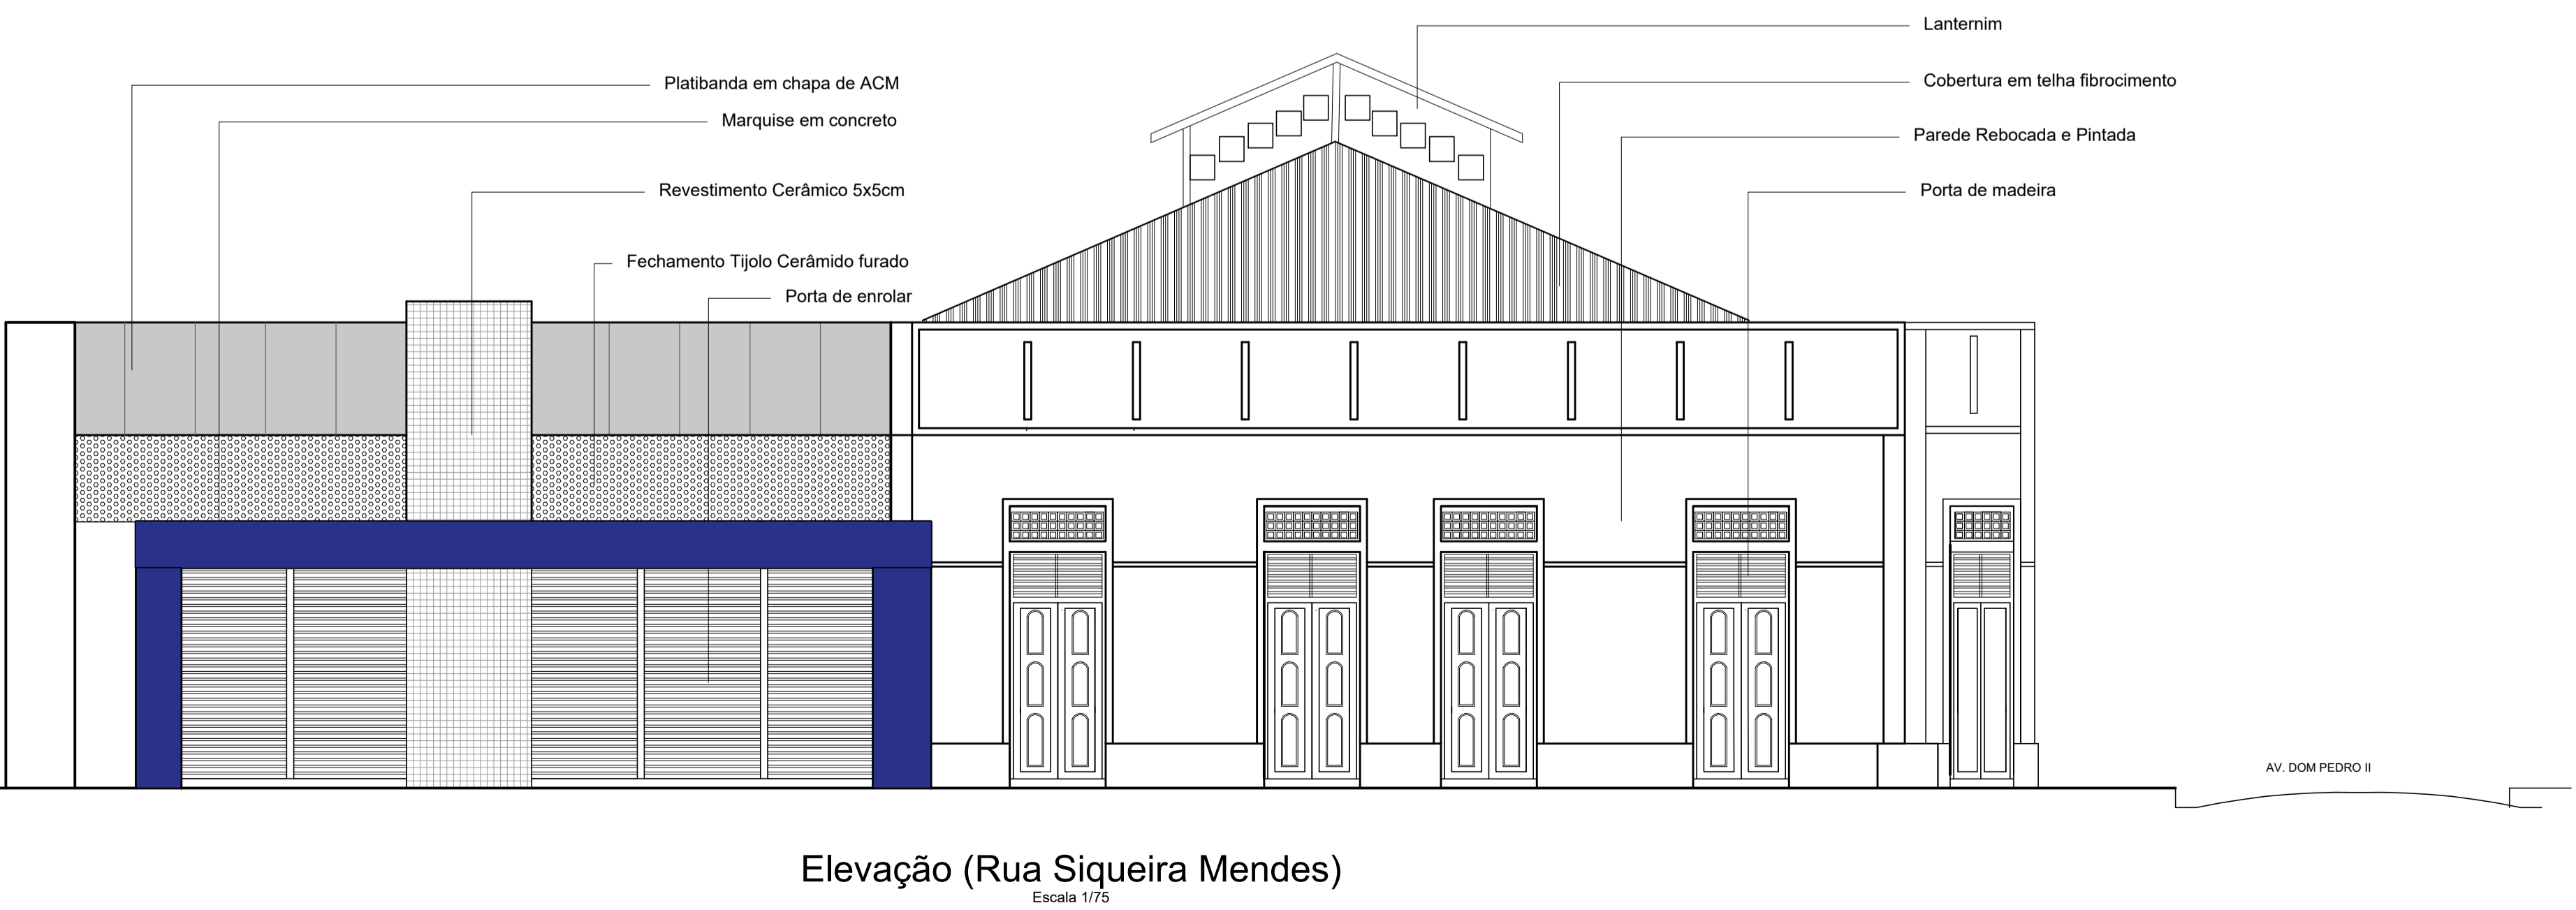 Lanternim
Cobertura em telha fibrocimento
Platibanda em chapa de ACM
Marquise em concreto
Parede Rebocada e Pintada
Revestimento Cerâmico 5x5cm
Porta de madeira
Fechamento Tijolo Cerâmido furado
Porta de enrolar
AV. DOM PEDRO II
Elevação (Rua Siqueira Mendes)
Escala 1/75